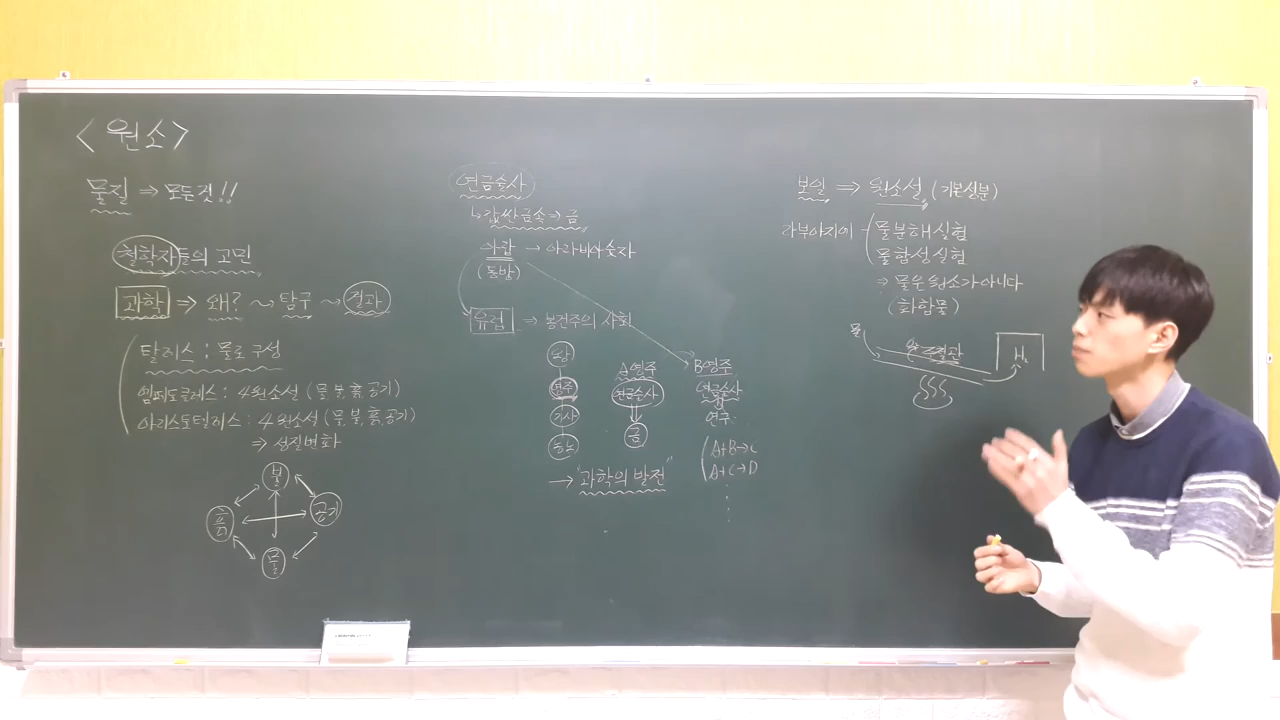 <원소>
물질 ⇒ 모든것!!
철학자들의 고민
과학 ⇒ 왜? ~> 탐구 ~> 결과
탈레스 : 물로 구성
엠페도클레스 : 4원소설 (물, 불, 흙, 공기)
아리스토텔레스 : 4원소설 (물, 불, 흙, 공기)
⇒ 성질변화
불
흙
공기
물
연금술사
↳ 값싼 금속 ⇒ 금
아랍 → 아라비아 숫자
(동방)
유럽 ⇒ 봉건주의 사회
왕
영주
기사
농노
A영주
연금술사
금
B영주
연금술사
연구:
A+B→C
A+C→D
→ "과학의 발전"
보일 ⇒ 원소설 (기본성분)
라부아지에 - 물분해실험
물합성실험
⇒ 물은 원소가 아니다
(화합물)
물
H₂